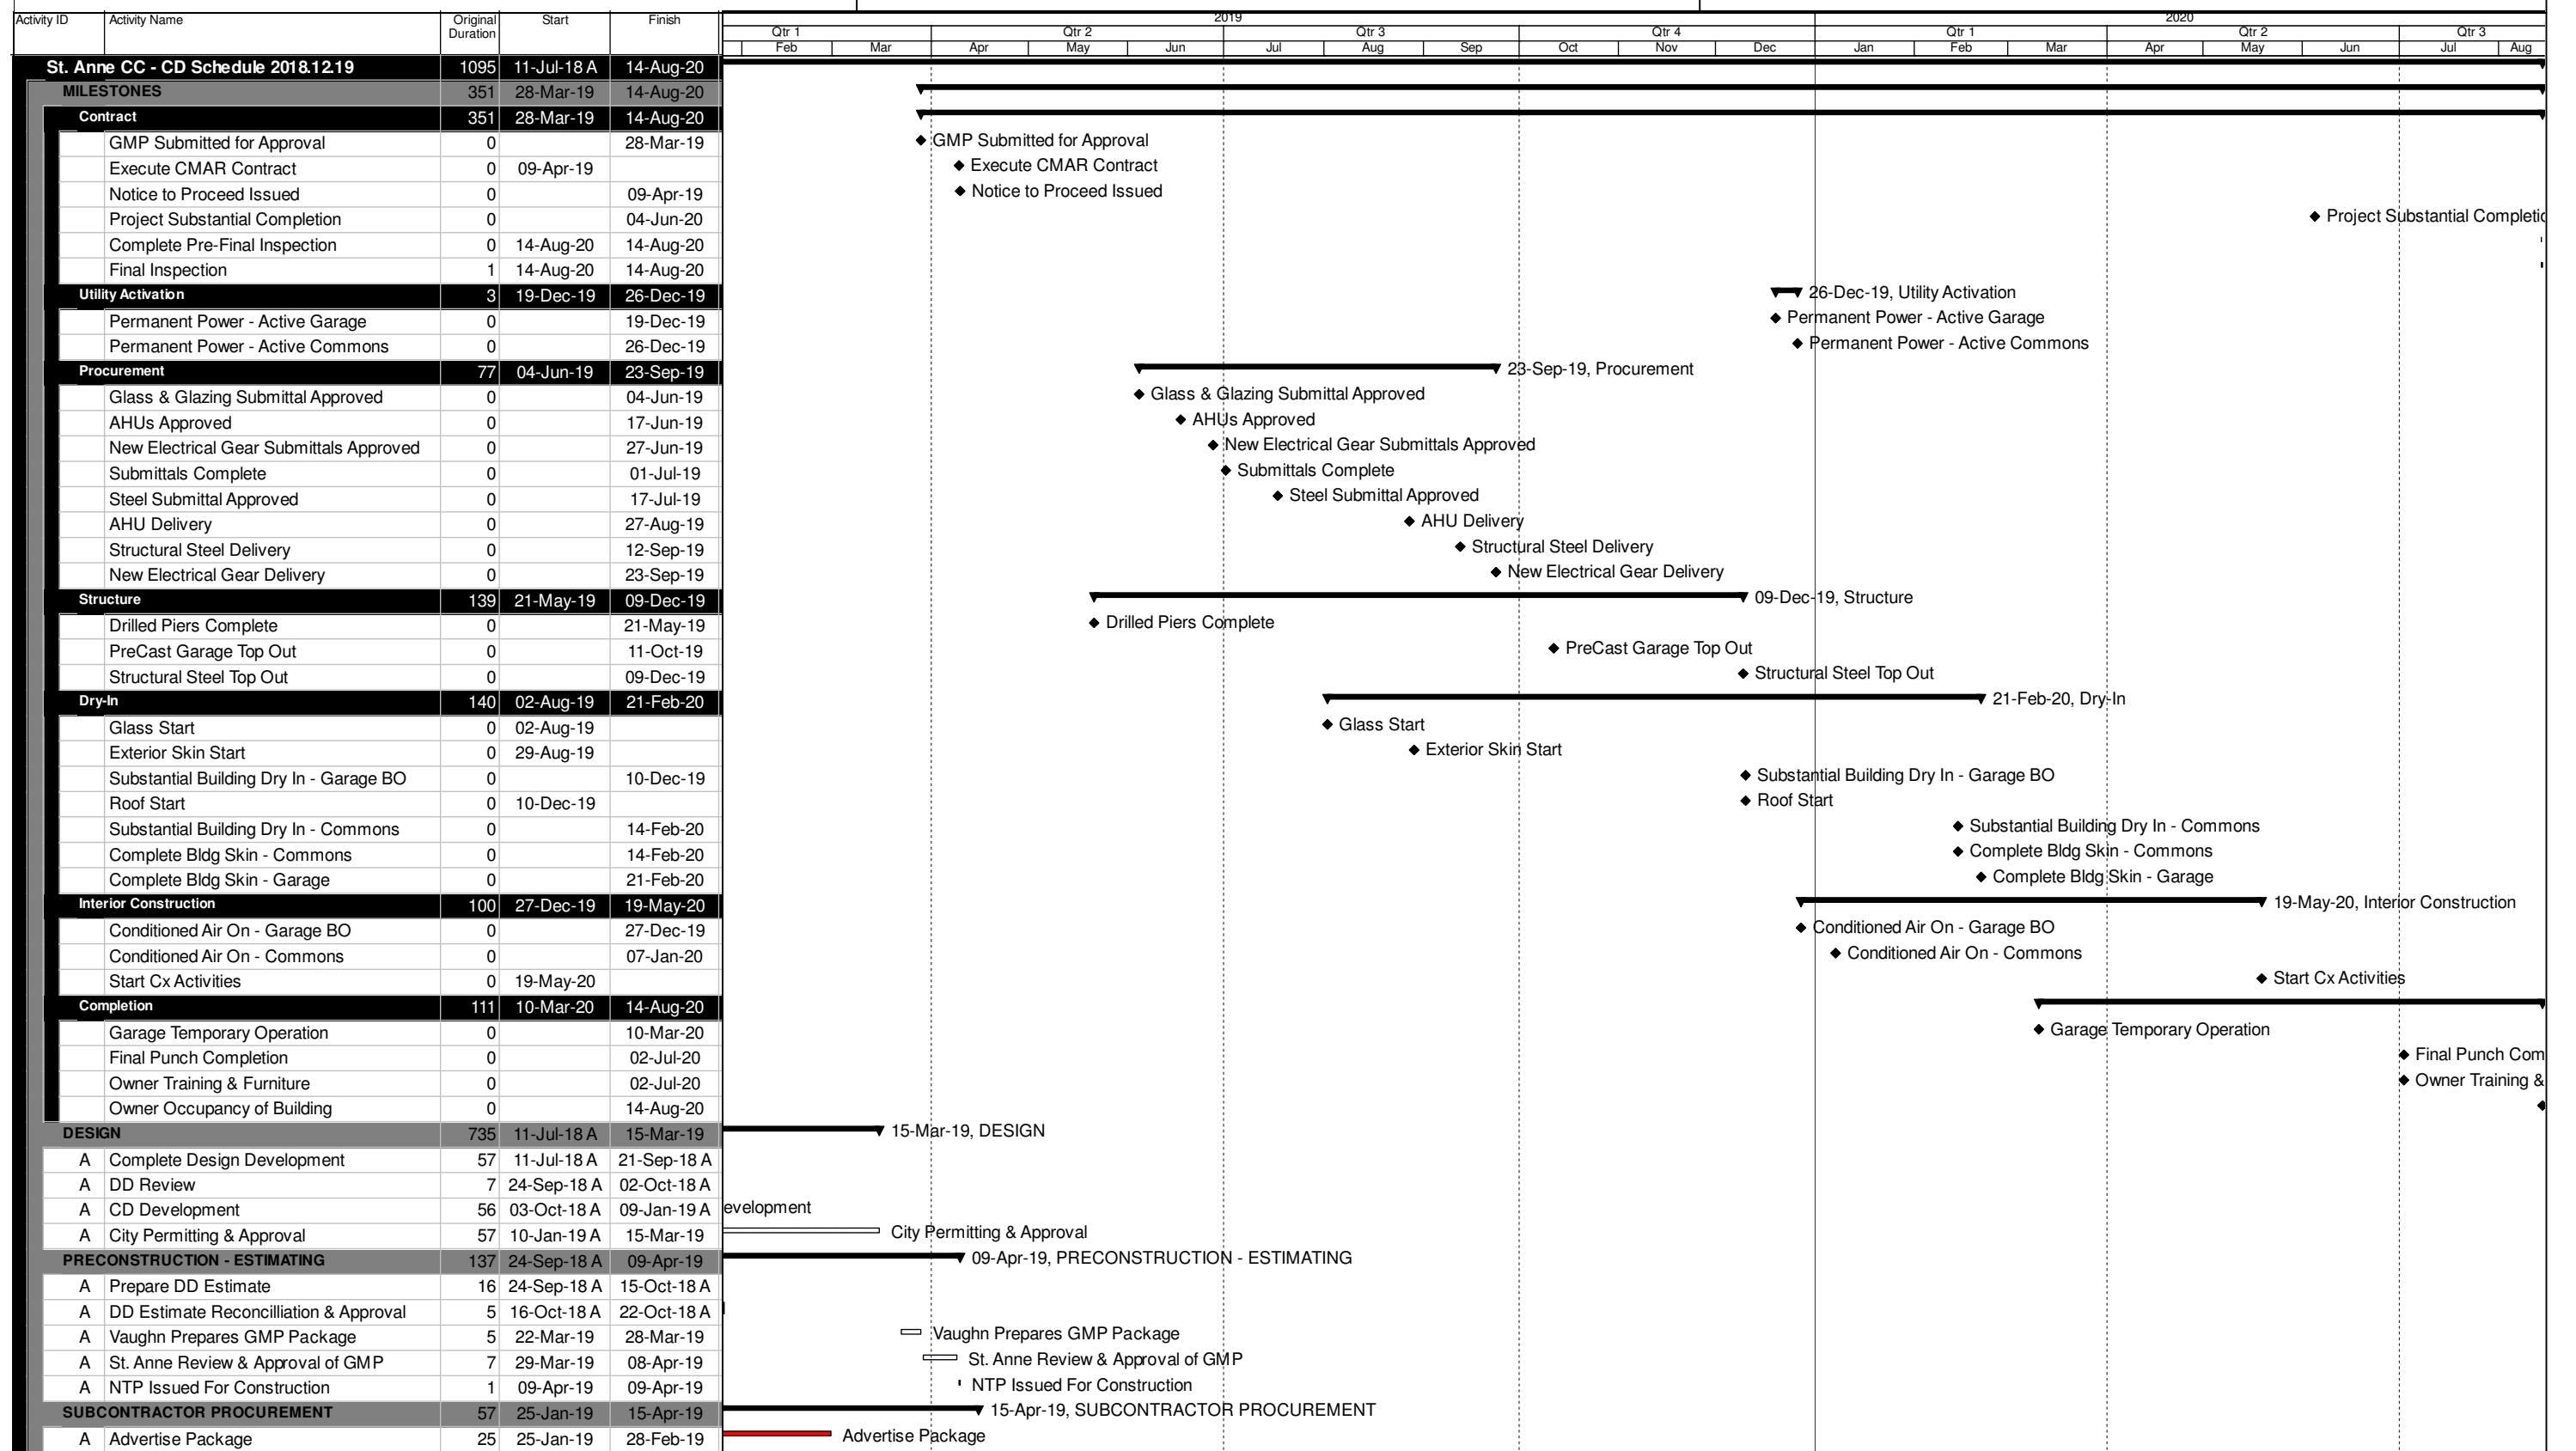 2019 2020
Activity ID Activity Name Original Duration Start Finish Qtr 1 Qtr 2 Qtr 3 Qtr 4 Qtr 1 Qtr 2 Qtr 3
Feb Mar Apr May Jun Jul Aug Sep Oct Nov Dec Jan Feb Mar Apr May Jun Jul Aug
St. Anne CC - CD Schedule 2018.12.19 1095 11-Jul-18 A 14-Aug-20
MILESTONES 351 28-Mar-19 14-Aug-20
Contract 351 28-Mar-19 14-Aug-20
GMP Submitted for Approval 0 28-Mar-19 GMP Submitted for Approval
Execute CMAR Contract 0 09-Apr-19 Execute CMAR Contract
Notice to Proceed Issued 0 09-Apr-19 Notice to Proceed Issued
Project Substantial Completion 0 04-Jun-20 Project Substantial Completio
Complete Pre-Final Inspection 0 14-Aug-20 14-Aug-20
Final Inspection 1 14-Aug-20 14-Aug-20
Utility Activation 3 19-Dec-19 26-Dec-19 26-Dec-19, Utility Activation
Permanent Power - Active Garage 0 19-Dec-19 Permanent Power - Active Garage
Permanent Power - Active Commons 0 26-Dec-19 Permanent Power - Active Commons
Procurement 77 04-Jun-19 23-Sep-19 23-Sep-19, Procurement
Glass & Glazing Submittal Approved 0 04-Jun-19 Glass & Glazing Submittal Approved
AHUs Approved 0 17-Jun-19 AHUs Approved
New Electrical Gear Submittals Approved 0 27-Jun-19 New Electrical Gear Submittals Approved
Submittals Complete 0 01-Jul-19 Submittals Complete
Steel Submittal Approved 0 17-Jul-19 Steel Submittal Approved
AHU Delivery 0 27-Aug-19 AHU Delivery
Structural Steel Delivery 0 12-Sep-19 Structural Steel Delivery
New Electrical Gear Delivery 0 23-Sep-19 New Electrical Gear Delivery
Structure 139 21-May-19 09-Dec-19 09-Dec-19, Structure
Drilled Piers Complete 0 21-May-19 Drilled Piers Complete
PreCast Garage Top Out 0 11-Oct-19 PreCast Garage Top Out
Structural Steel Top Out 0 09-Dec-19 Structural Steel Top Out
Dry-In 140 02-Aug-19 21-Feb-20 21-Feb-20, Dry-In
Glass Start 0 02-Aug-19 Glass Start
Exterior Skin Start 0 29-Aug-19 Exterior Skin Start
Substantial Building Dry In - Garage BO 0 10-Dec-19 Substantial Building Dry In - Garage BO
Roof Start 0 10-Dec-19 Roof Start
Substantial Building Dry In - Commons 0 14-Feb-20 Substantial Building Dry In - Commons
Complete Bldg Skin - Commons 0 14-Feb-20 Complete Bldg Skin - Commons
Complete Bldg Skin - Garage 0 21-Feb-20 Complete Bldg Skin - Garage
Interior Construction 100 27-Dec-19 19-May-20 19-May-20, Interior Construction
Conditioned Air On - Garage BO 0 27-Dec-19 Conditioned Air On - Garage BO
Conditioned Air On - Commons 0 07-Jan-20 Conditioned Air On - Commons
Start Cx Activities 0 19-May-20 Start Cx Activities
Completion 111 10-Mar-20 14-Aug-20
Garage Temporary Operation 0 10-Mar-20 Garage Temporary Operation
Final Punch Completion 0 02-Jul-20 Final Punch Com
Owner Training & Furniture 0 02-Jul-20 Owner Training &
Owner Occupancy of Building 0 14-Aug-20
DESIGN 735 11-Jul-18 A 15-Mar-19 15-Mar-19, DESIGN
A Complete Design Development 57 11-Jul-18 A 21-Sep-18 A
A DD Review 7 24-Sep-18 A 02-Oct-18 A
A CD Development 56 03-Oct-18 A 09-Jan-19 A evelopment
A City Permitting & Approval 57 10-Jan-19 A 15-Mar-19 City Permitting & Approval
PRECONSTRUCTION - ESTIMATING 137 24-Sep-18 A 09-Apr-19 09-Apr-19, PRECONSTRUCTION - ESTIMATING
A Prepare DD Estimate 16 24-Sep-18 A 15-Oct-18 A
A DD Estimate Reconcilliation & Approval 5 16-Oct-18 A 22-Oct-18 A
A Vaughn Prepares GMP Package 5 22-Mar-19 28-Mar-19 Vaughn Prepares GMP Package
A St. Anne Review & Approval of GMP 7 29-Mar-19 08-Apr-19 St. Anne Review & Approval of GMP
A NTP Issued For Construction 1 09-Apr-19 09-Apr-19 NTP Issued For Construction
SUBCONTRACTOR PROCUREMENT 57 25-Jan-19 15-Apr-19 15-Apr-19, SUBCONTRACTOR PROCUREMENT
A Advertise Package 25 25-Jan-19 28-Feb-19 Advertise Package